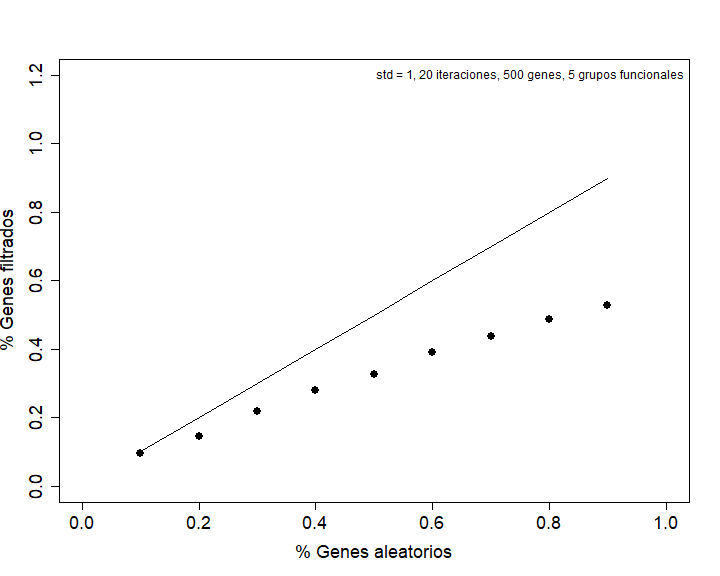 std = 1, 20 iteraciones, 500 genes, 5 grupos funcionales
% Genes filtrados
1.2
1.0
0.8
0.6
0.4
0.2
0.0
0.0 0.2 0.4 0.6 0.8 1.0
% Genes aleatorios